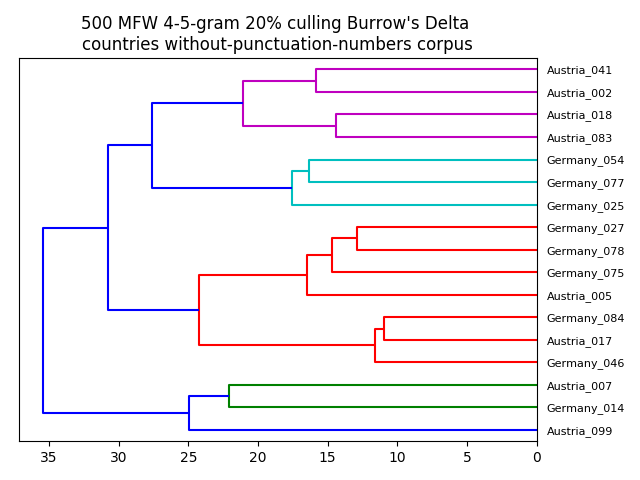 500 MFW 4-5-gram 20% culling Burrow's Delta
countries without-punctuation-numbers corpus
Austria_041
Austria_002
Austria_018
Austria_083
Germany_054
Germany_077
Germany_025
Germany_027
Germany_078
Germany_075
Austria_005
Germany_084
Austria_017
Germany_046
Austria_007
Germany_014
Austria_099
35 30 25 20 15 10 5 0